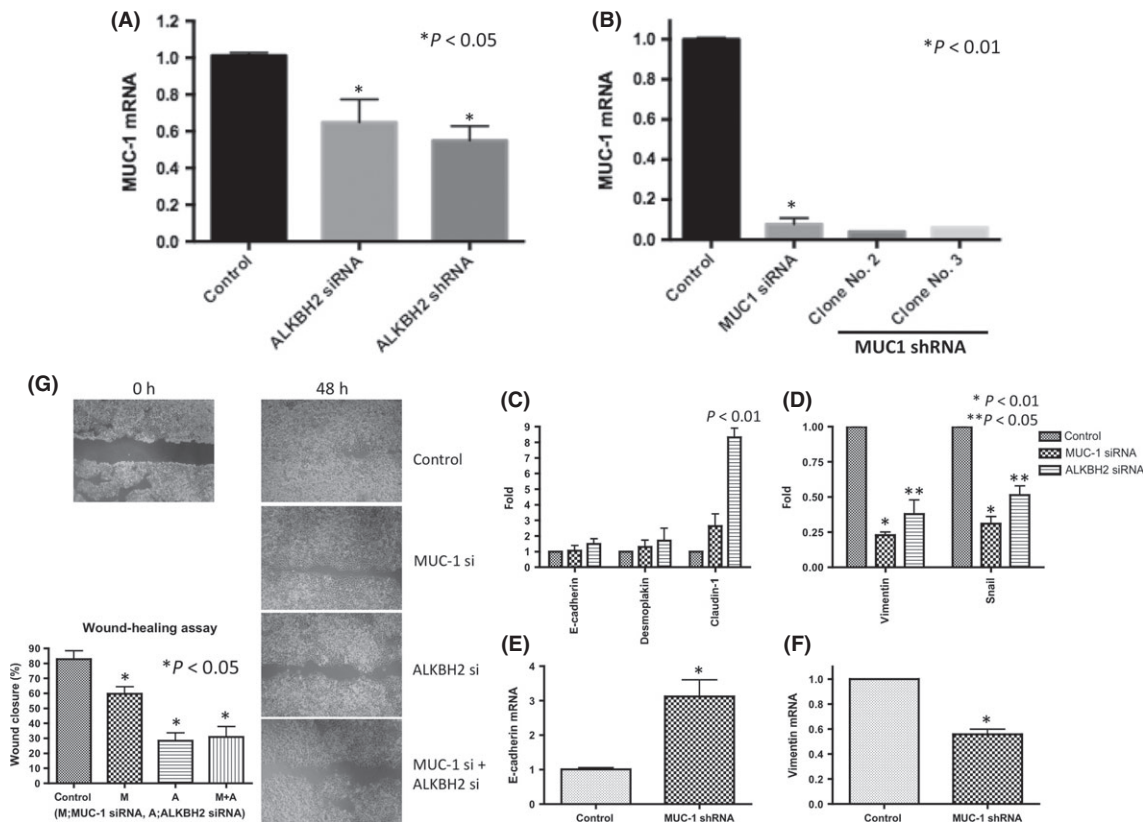 (A)
*P < 0.05
MUC-1 mRNA
1.2
1.0
0.8
0.6
0.4
0.2
0.0
*
*
Control
ALKBH2 siRNA
ALKBH2 shRNA
(B)
*P < 0.01
MUC-1 mRNA
1.0
0.8
0.6
0.4
0.2
0.0
*
Control
MUC1 siRNA
Clone No. 2
Clone No. 3
MUC1 shRNA
(G)
0 h
48 h
Control
MUC-1 si
ALKBH2 si
MUC-1 si +
ALKBH2 si
Wound-healing assay
*P < 0.05
Wound closure (%)
90
80
70
60
50
40
30
20
10
0
*
*
*
Control
M
A
M+A
(M;MUC-1 siRNA, A;ALKBH2 siRNA)
(C)
P < 0.01
Fold
9
8
7
6
5
4
3
2
1
0
E-cadherin
Desmoplakin
Claudin-1
(D)
* P < 0.01
**P < 0.05
Control
MUC-1 siRNA
ALKBH2 siRNA
Fold
1.00
0.75
0.50
0.25
0.00
*
**
*
**
Vimentin
Snail
(E)
E-cadherin mRNA
4
3
2
1
0
*
Control
MUC-1 shRNA
(F)
Vimentin mRNA
1.0
0.8
0.6
0.4
0.2
0.0
*
Control
MUC-1 shRNA